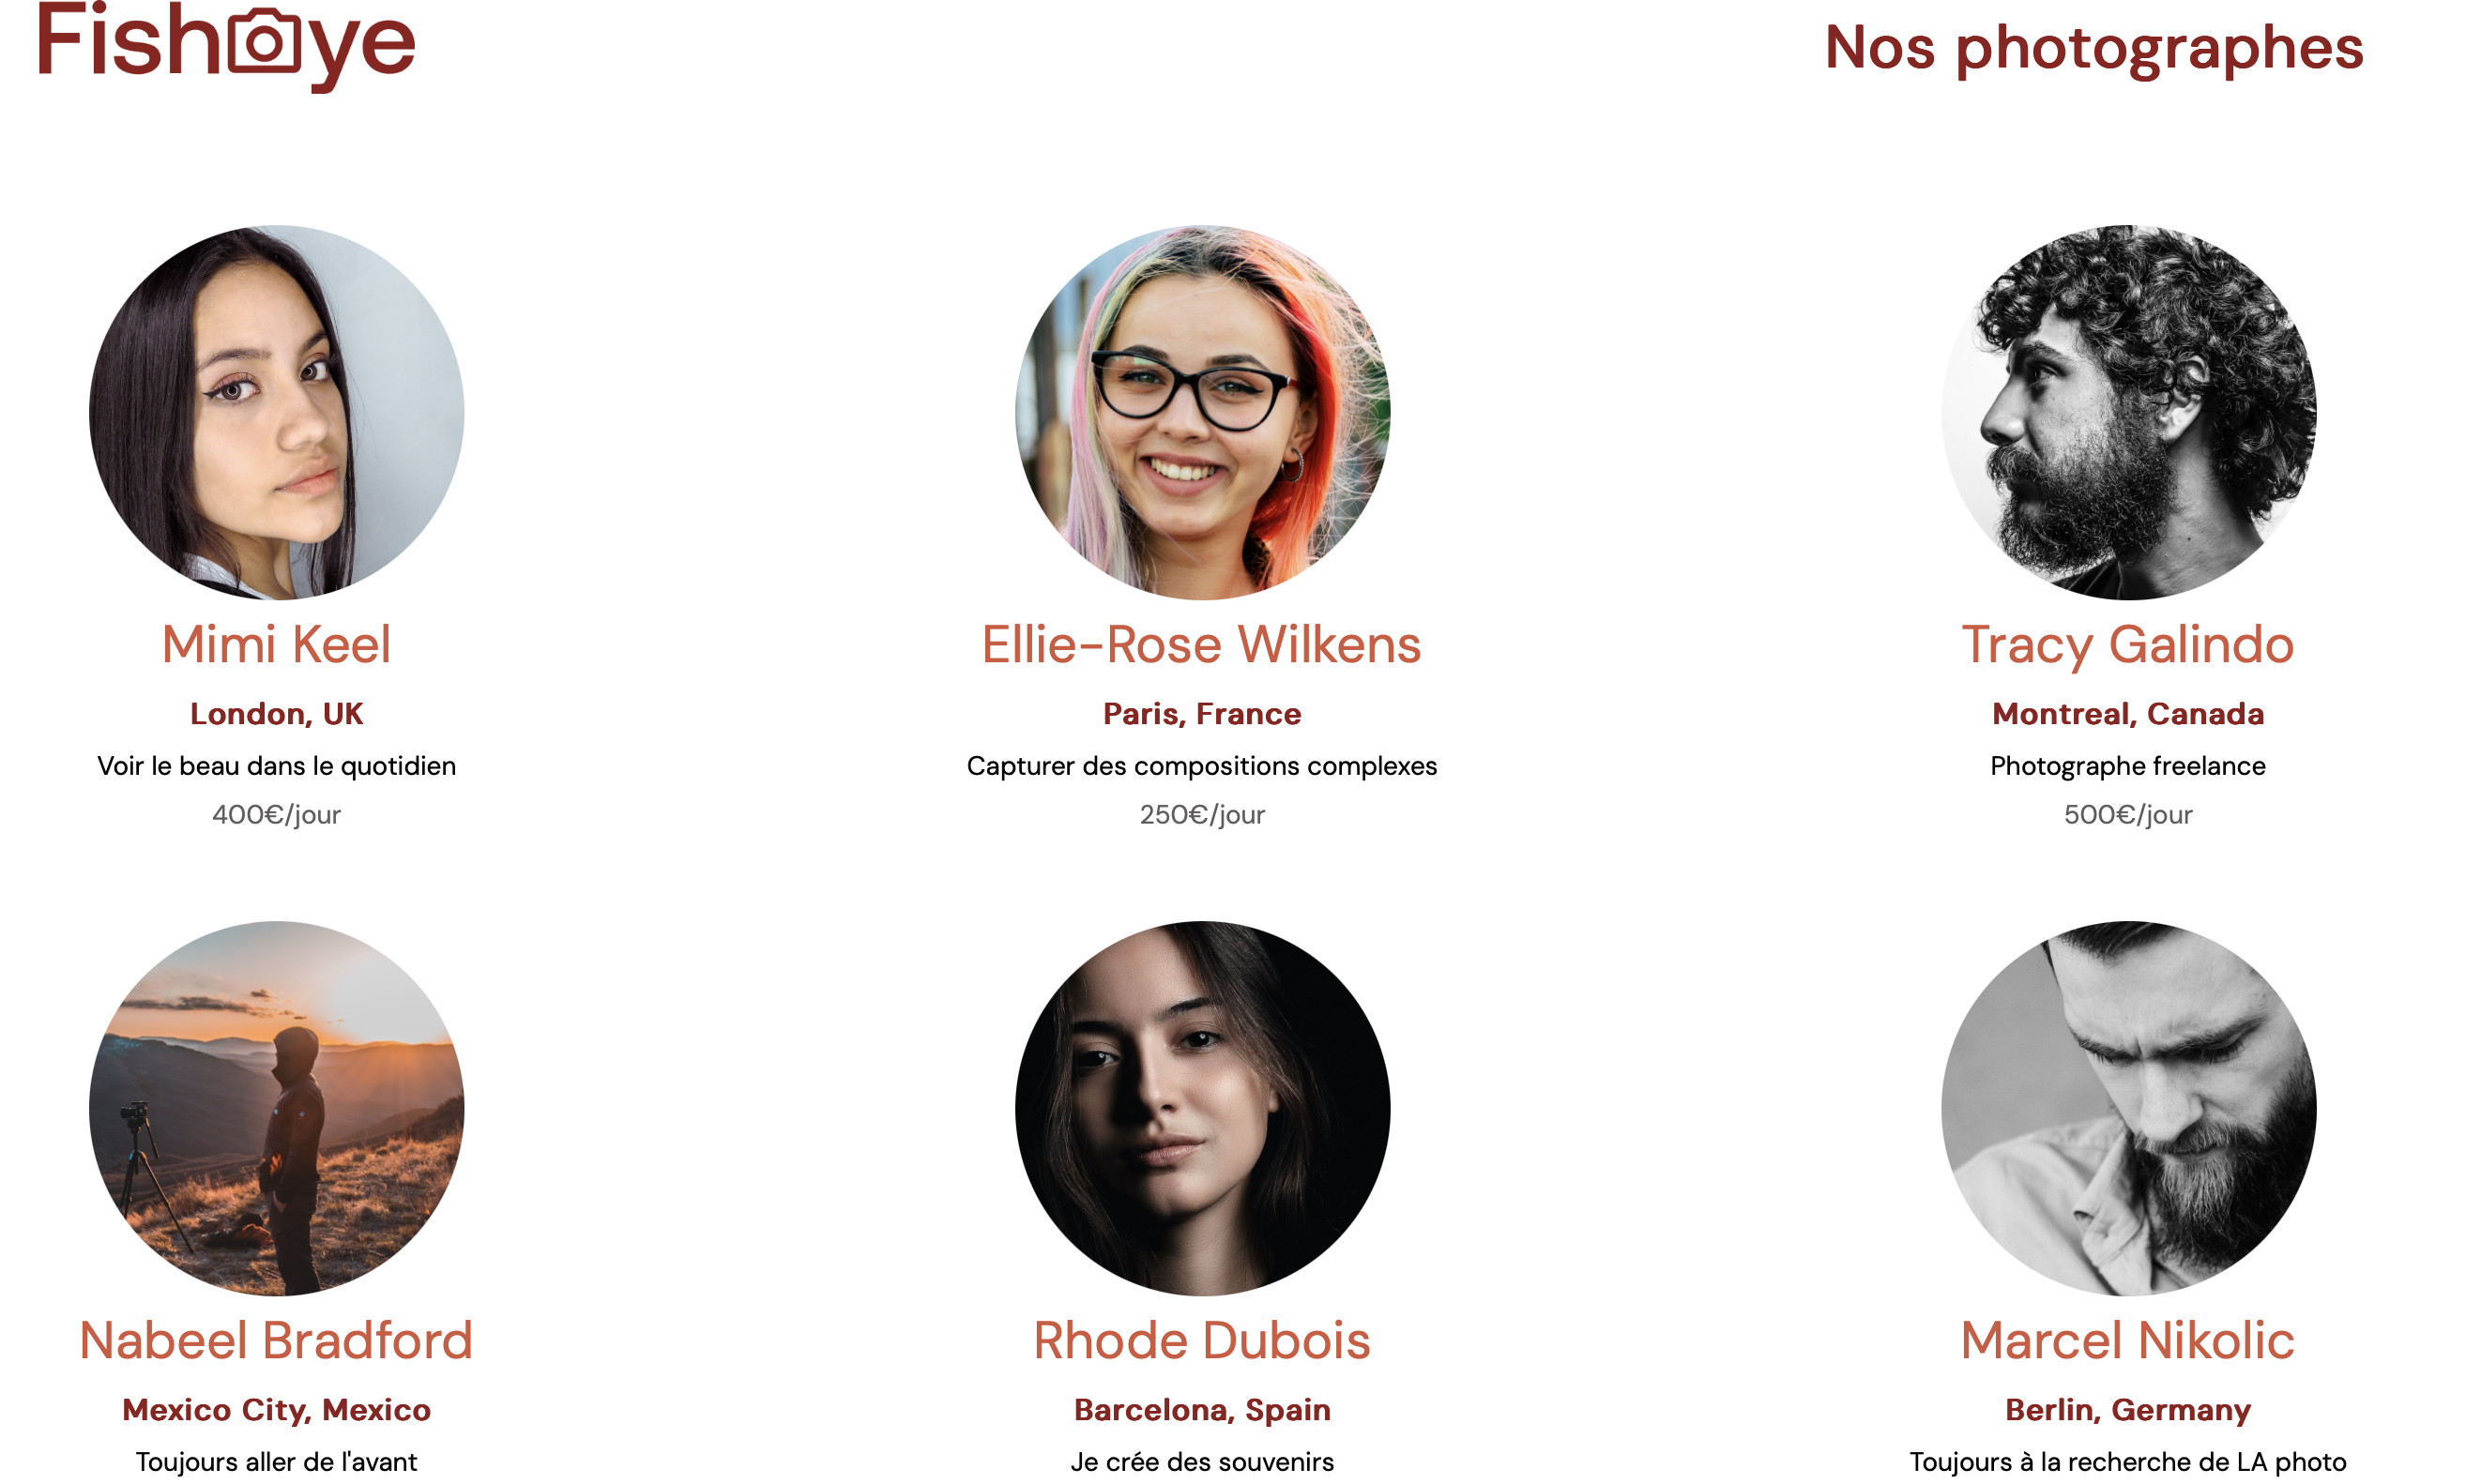 Fisheye
Nos photographes
Mimi Keel
London, UK
Voir le beau dans le quotidien
400€/jour
Ellie-Rose Wilkens
Paris, France
Capturer des compositions complexes
250€/jour
Tracy Galindo
Montreal, Canada
Photographe freelance
500€/jour
Nabeel Bradford
Mexico City, Mexico
Toujours aller de l'avant
Rhode Dubois
Barcelona, Spain
Je crée des souvenirs
Marcel Nikolic
Berlin, Germany
Toujours à la recherche de LA photo